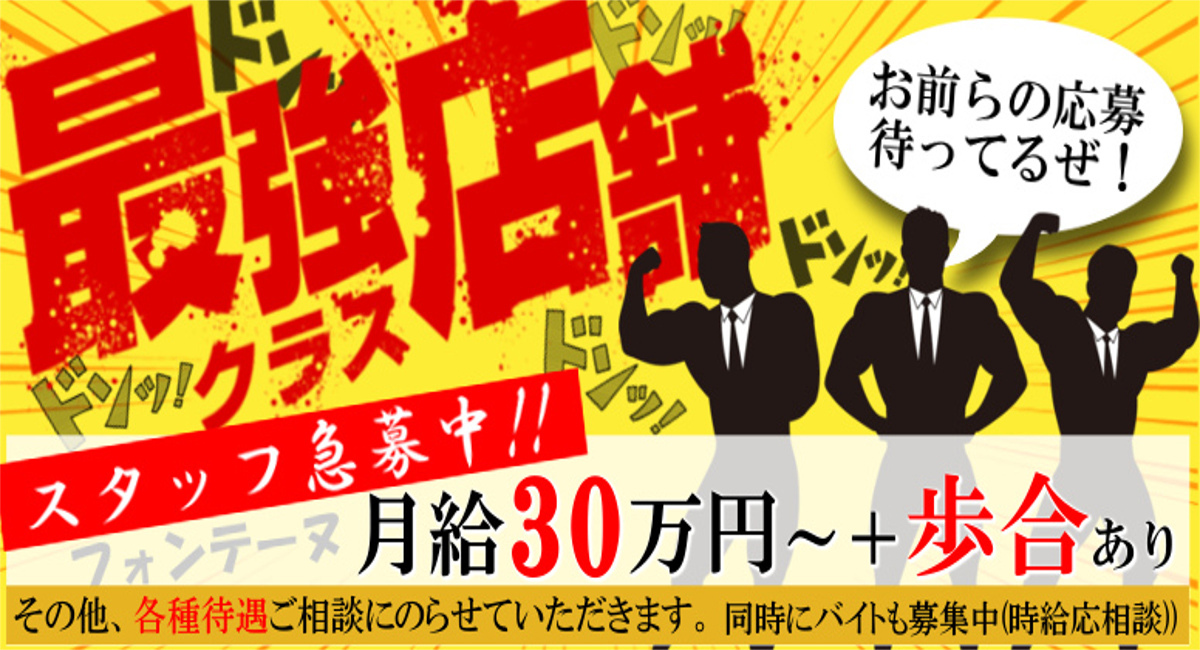 ドンッ
ドンッ
最強店舗
クラス
お前らの応募
待ってるぜ！
ドンッ!
ドンッ!
ドンッ!
スタッフ急募中!!
フォンテーヌ
月給30万円～＋歩合あり
その他、各種待遇ご相談にのらせていただきます。同時にバイトも募集中(時給応相談))